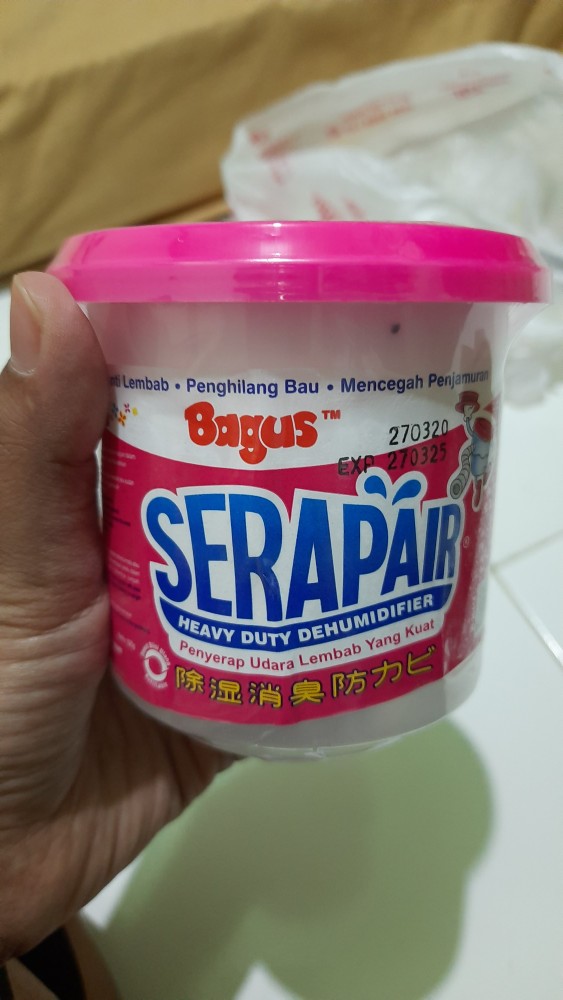 Lembab • Penghilang Bau • Mencegah Penjamuran
Bagus™
270320
EXP 270325
SERAPAIR®
HEAVY DUTY DEHUMIDIFIER
Penyerap Udara Lembab Yang Kuat
除湿消臭防カビ